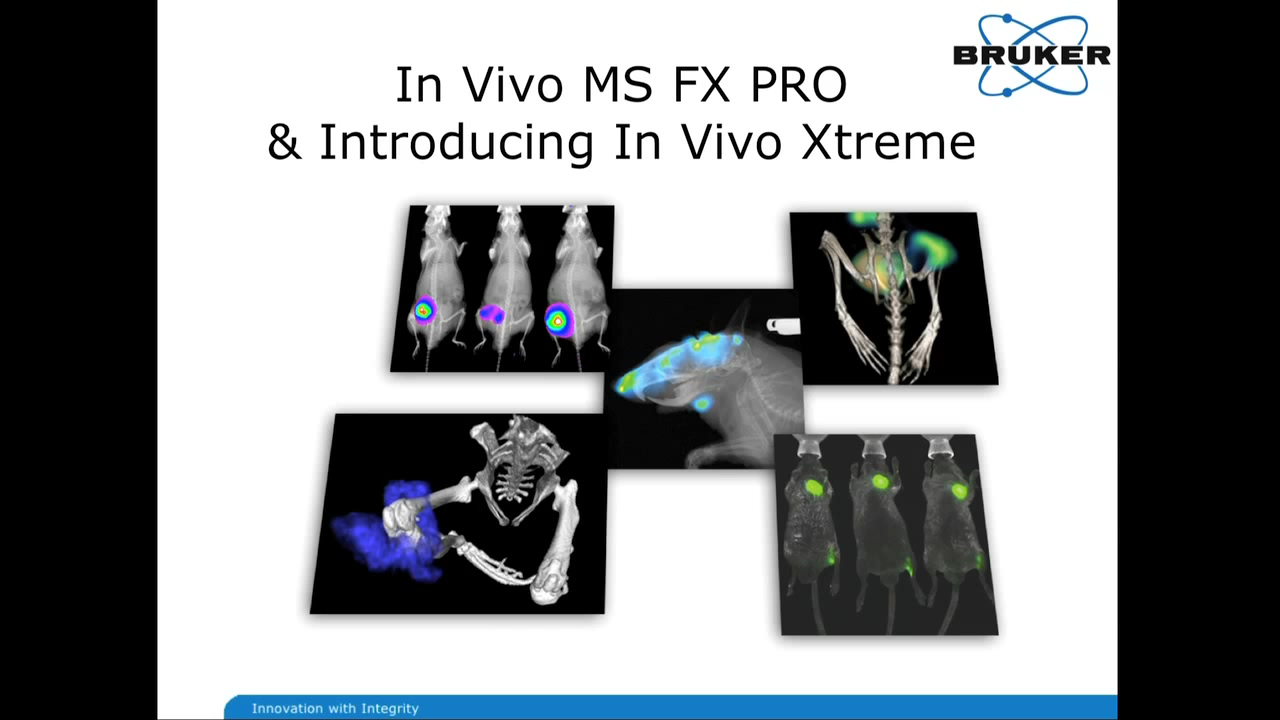 BRUKER
In Vivo MS FX PRO
& Introducing In Vivo Xtreme
Innovation with Integrity